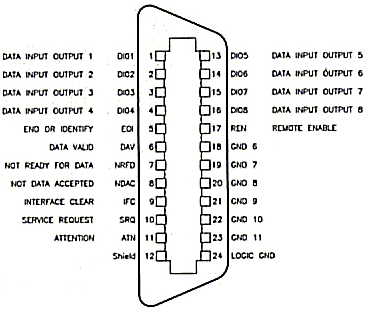 DATA INPUT OUTPUT 1 DIO1 1 13 DIO5 DATA INPUT OUTPUT 5
DATA INPUT OUTPUT 2 DIO2 2 14 DIO6 DATA INPUT OUTPUT 6
DATA INPUT OUTPUT 3 DIO3 3 15 DIO7 DATA INPUT OUTPUT 7
DATA INPUT OUTPUT 4 DIO4 4 16 DIO8 DATA INPUT OUTPUT 8
END OR IDENTIFY EOI 5 17 REN REMOTE ENABLE
DATA VALID DAV 6 18 GND 6
NOT READY FOR DATA NRFD 7 19 GND 7
NOT DATA ACCEPTED NDAC 8 20 GND 8
INTERFACE CLEAR IFC 9 21 GND 9
SERVICE REQUEST SRQ 10 22 GND 10
ATTENTION ATN 11 23 GND 11
Shield 12 24 LOGIC GND